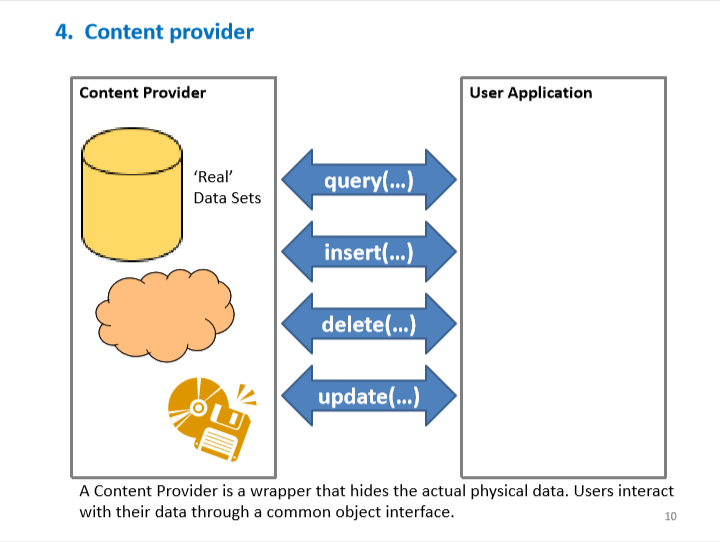 4. Content provider
Content Provider
User Application
‘Real’
Data Sets
query(...)
insert(...)
delete(...)
update(...)
A Content Provider is a wrapper that hides the actual physical data. Users interact
with their data through a common object interface.
10